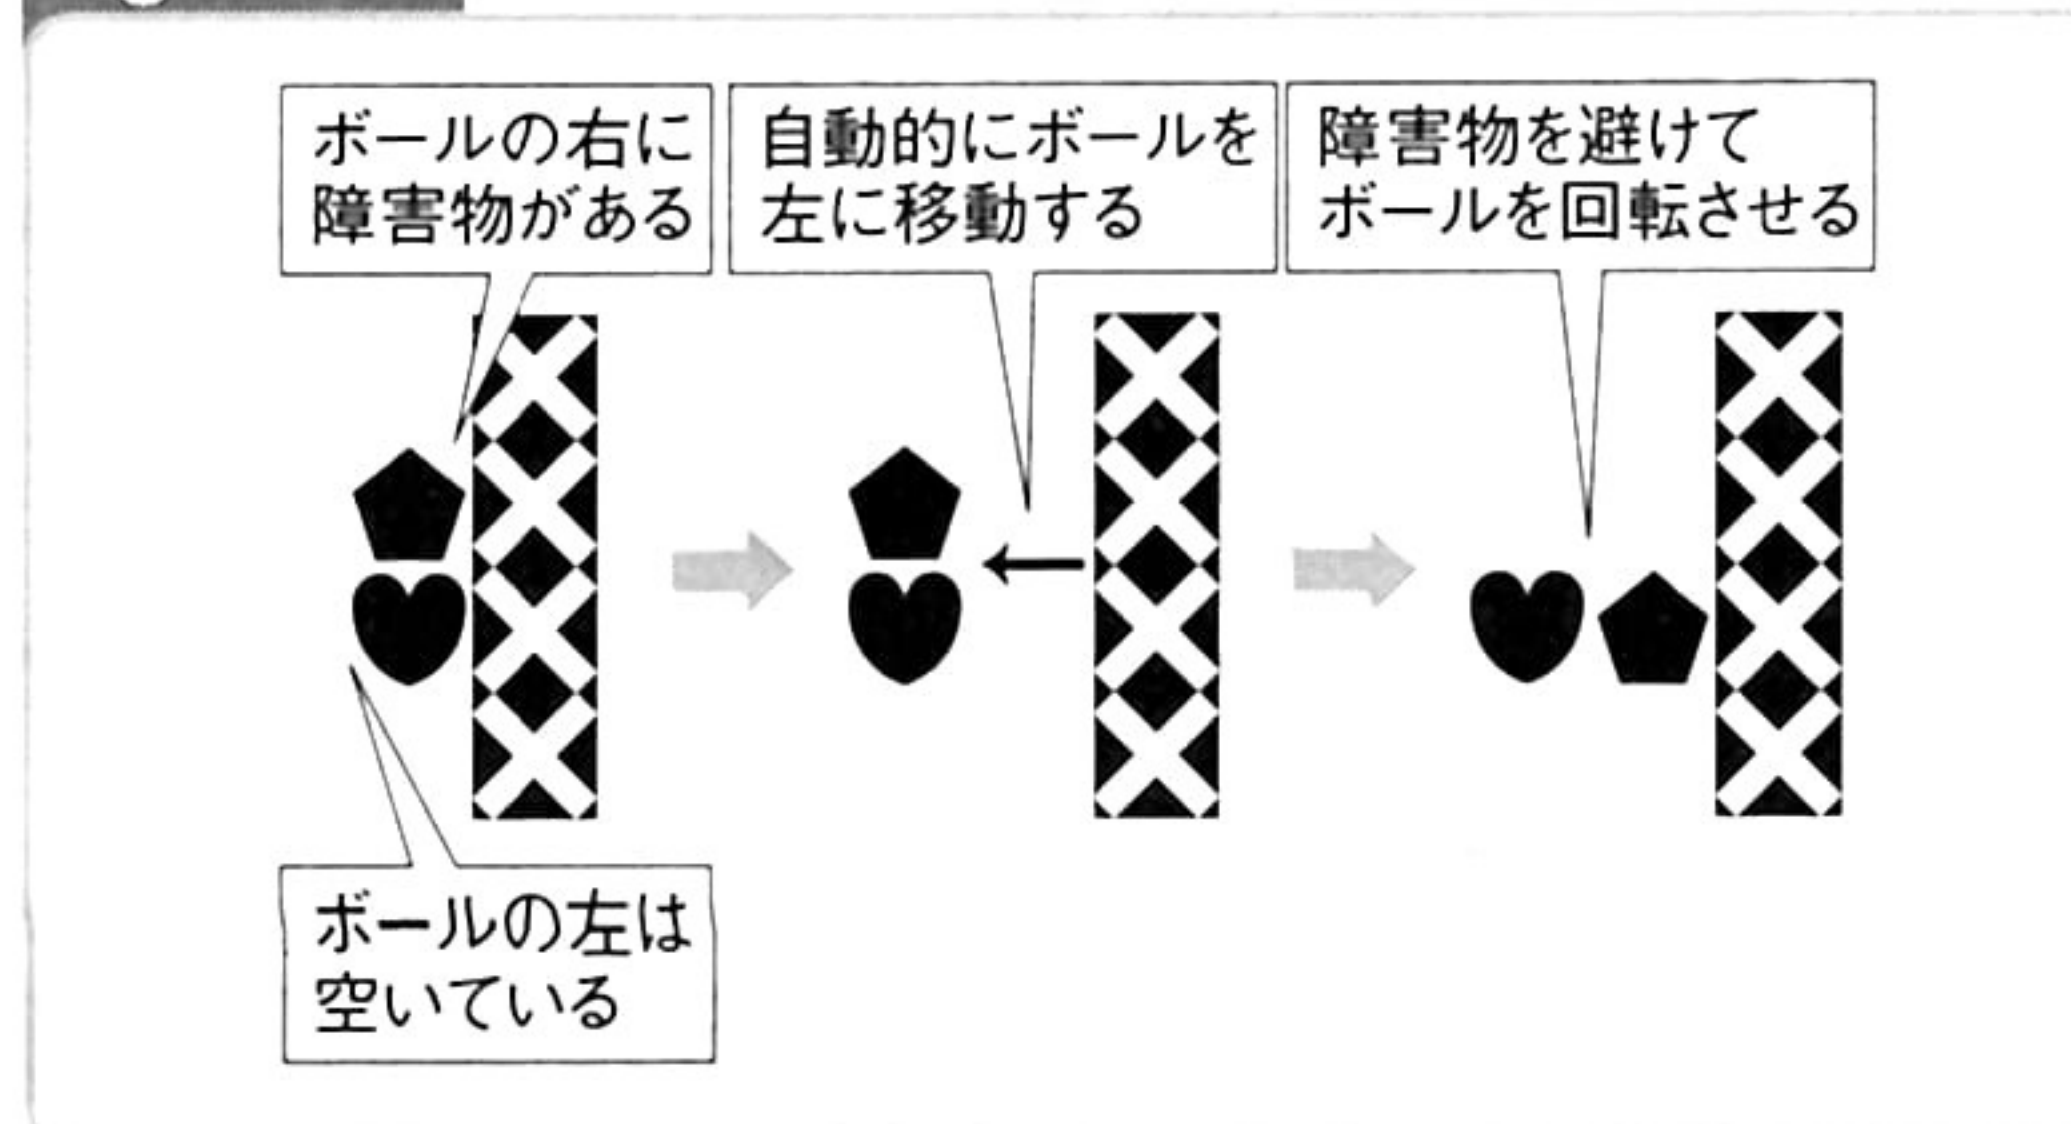 ボールの右に
障害物がある
自動的にボールを
左に移動する
障害物を避けて
ボールを回転させる
ボールの左は
空いている